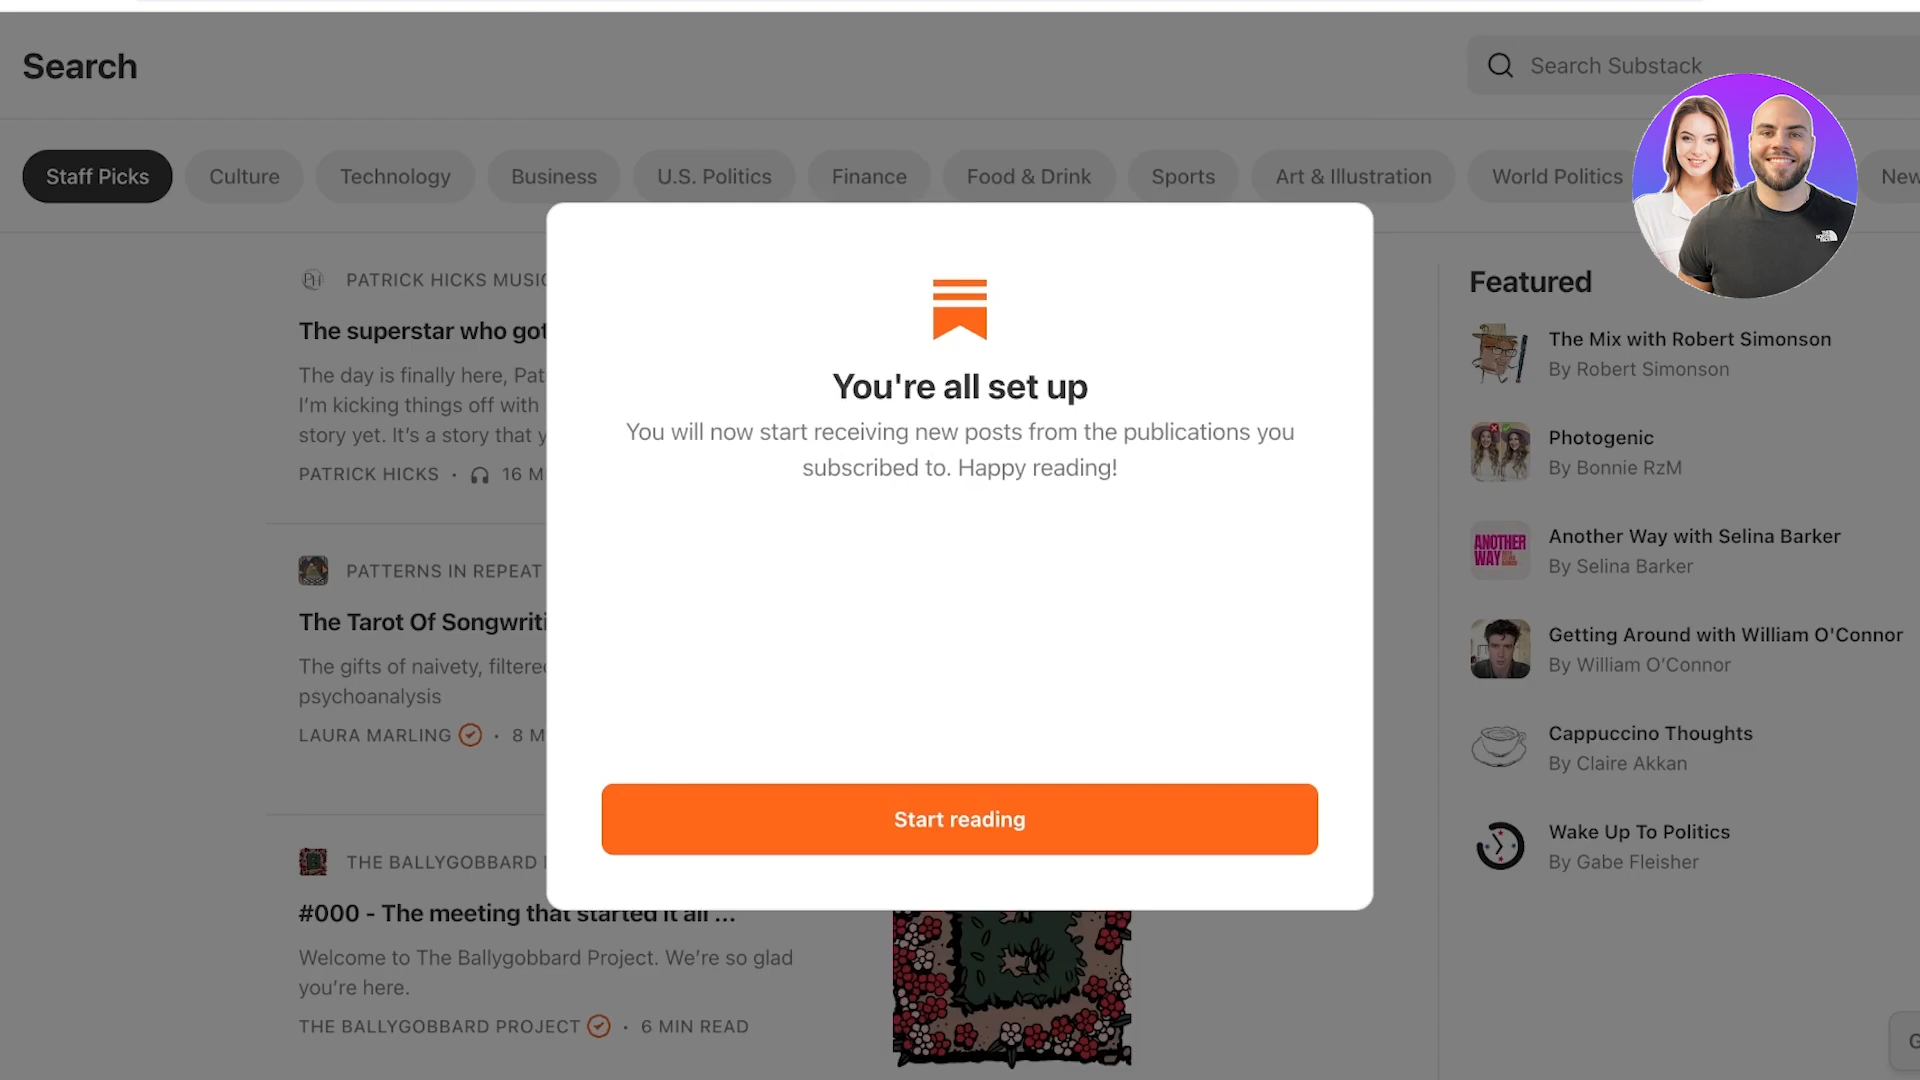 Search
Search Substack
Staff Picks
Culture
Technology
Business
U.S. Politics
Finance
Food & Drink
Sports
Art & Illustration
World Politics
New
PATRICK HICKS MUSIC
The superstar who got
The day is finally here, Pat
I'm kicking things off with
story yet. It's a story that y
PATRICK HICKS · 16 M
PATTERNS IN REPEAT
The Tarot Of Songwriti
The gifts of naivety, filtered
psychoanalysis
LAURA MARLING · 8 M
THE BALLYGOBBARD
#000 - The meeting that started it all ...
Welcome to The Ballygobbard Project. We're so glad
you're here.
THE BALLYGOBBARD PROJECT · 6 MIN READ
You're all set up
You will now start receiving new posts from the publications you
subscribed to. Happy reading!
Start reading
Featured
The Mix with Robert Simonson
By Robert Simonson
Photogenic
By Bonnie RzM
ANOTHER
WAY
Another Way with Selina Barker
By Selina Barker
Getting Around with William O'Connor
By William O'Connor
Cappuccino Thoughts
By Claire Akkan
Wake Up To Politics
By Gabe Fleisher